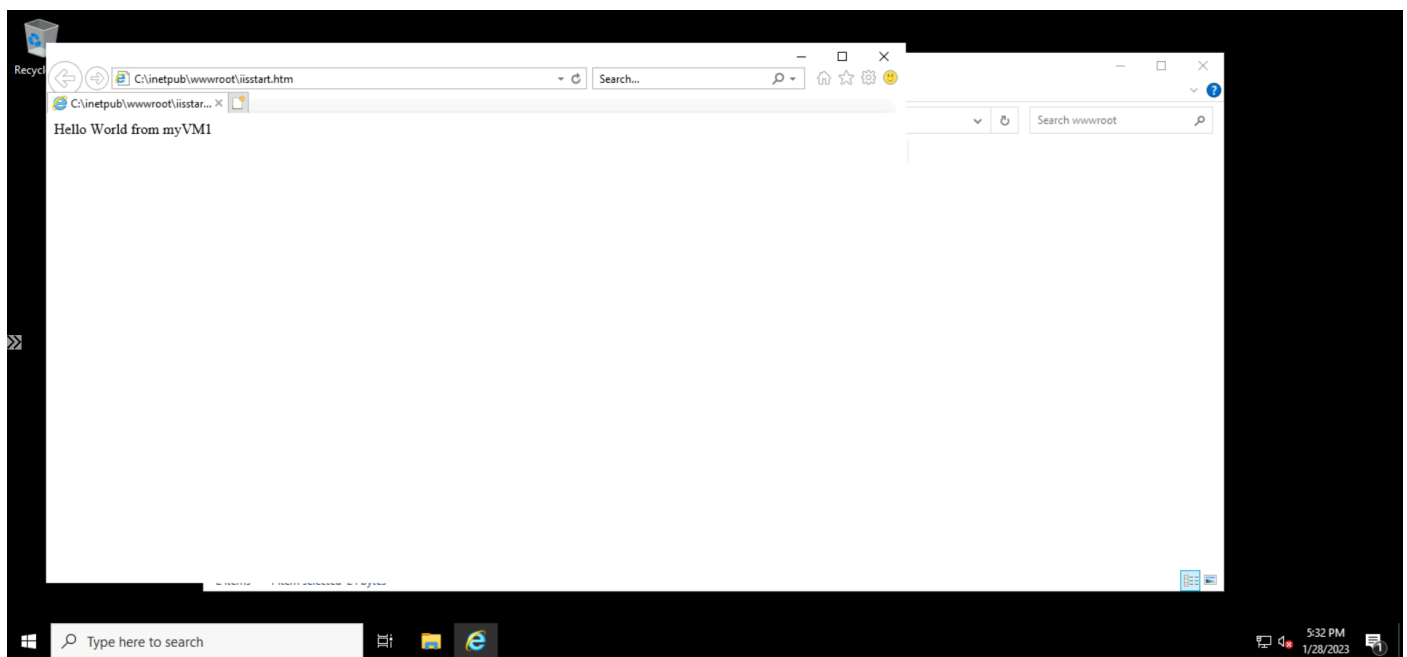 Recycl
C:\inetpub\wwwroot\iisstart.htm
Search...
C:\inetpub\wwwroot\iisstar...
Hello World from myVM1
Search wwwroot
Type here to search
5:32 PM
1/28/2023
1